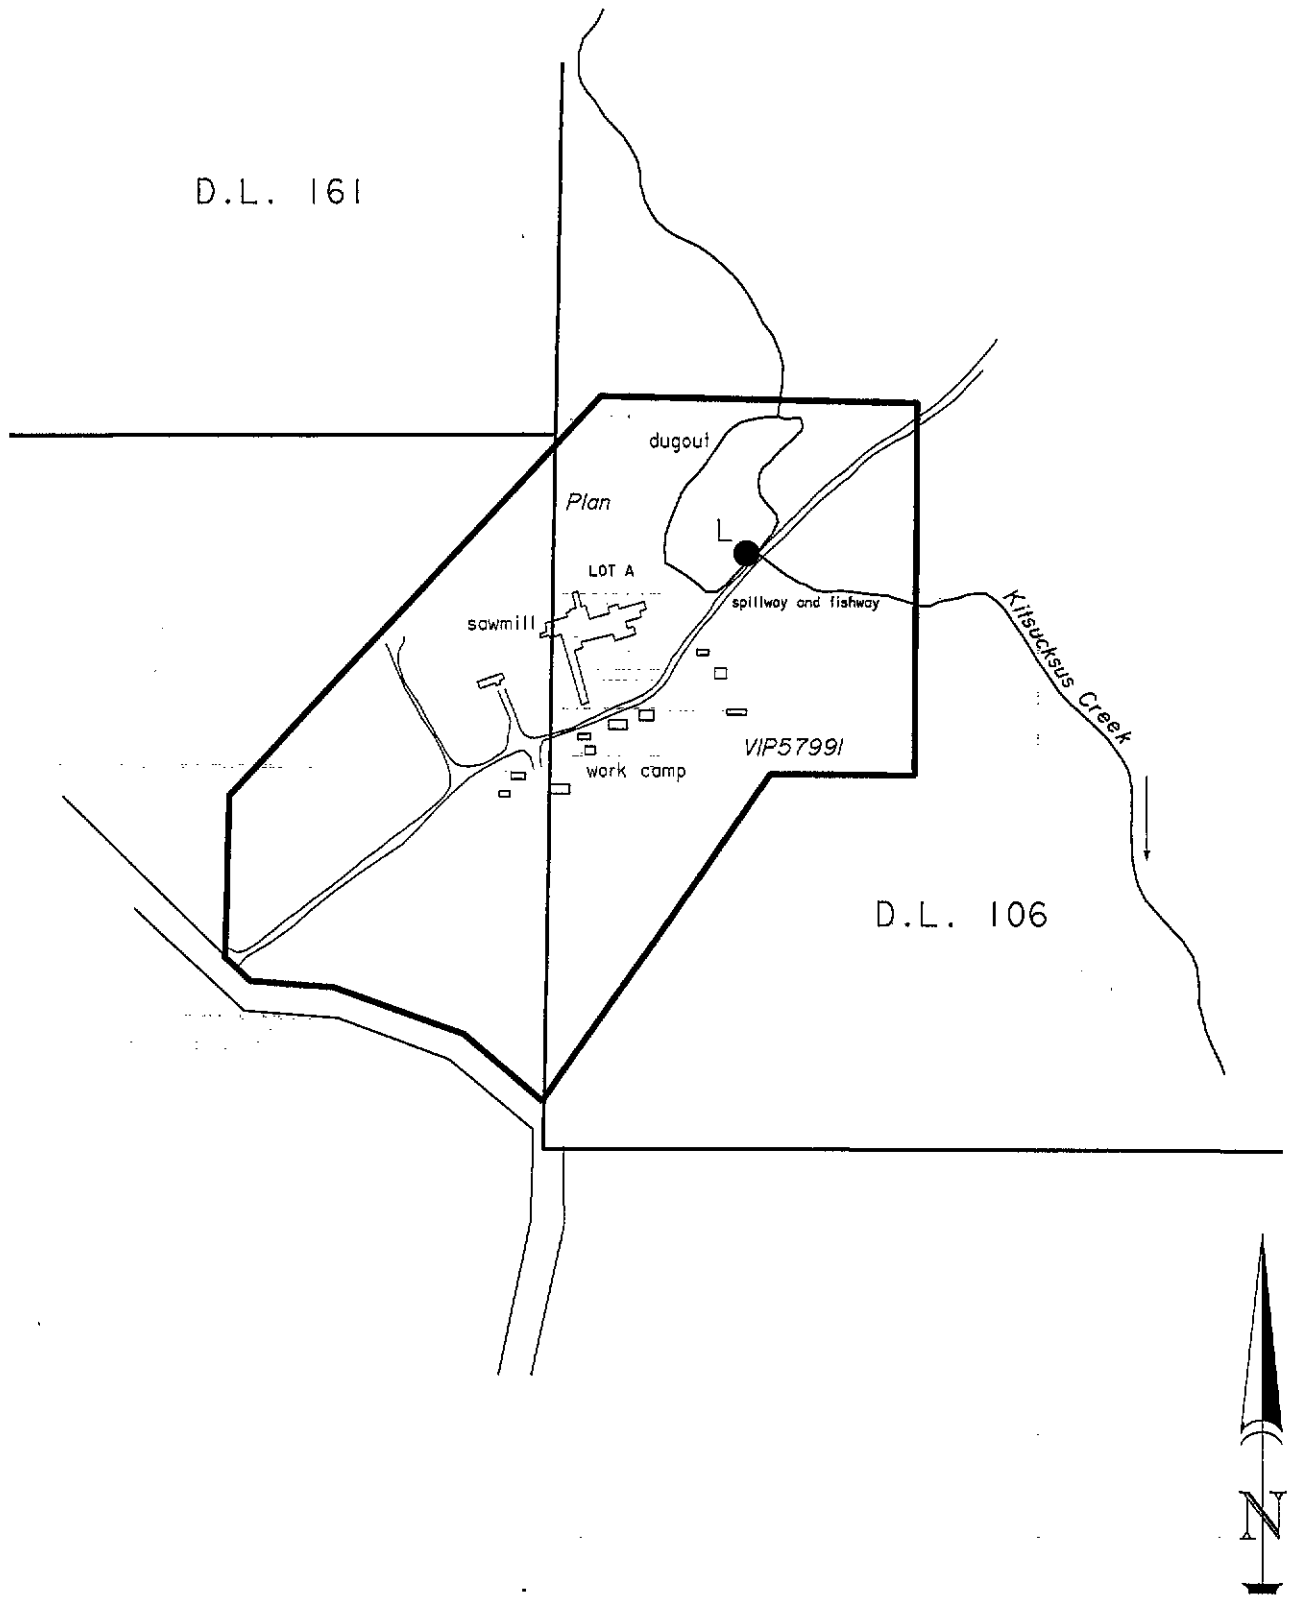 D.L. 161
dugout
Plan
L
LOT A
spillway and fishway
sawmill
Kitsucksus Creek
VIP57991
work camp
D.L. 106
N